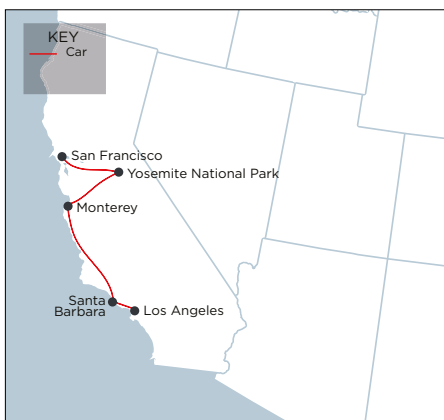 KEY
Car
San Francisco
Yosemite National Park
Monterey
Santa
Barbara
Los Angeles